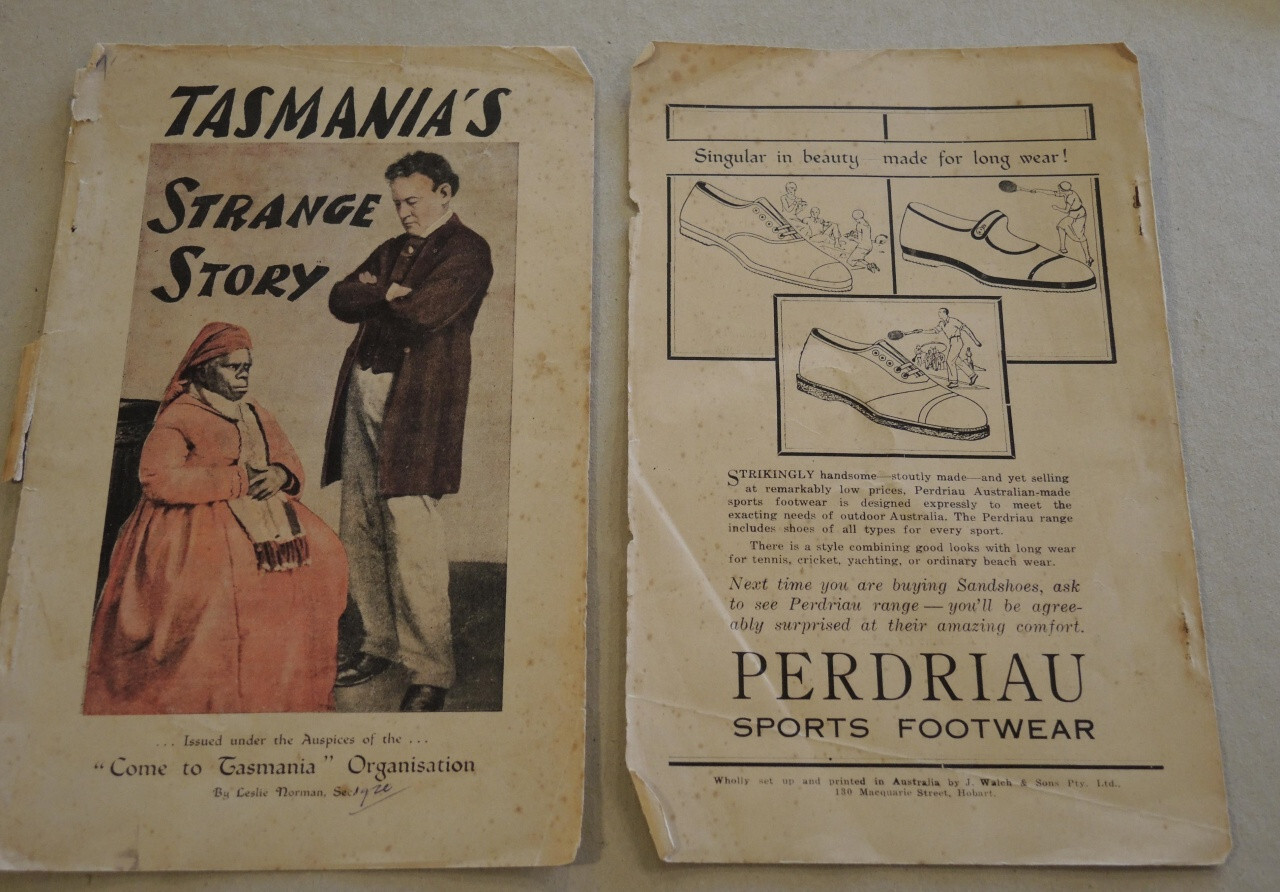 TASMANIA'S
STRANGE
STORY
... Issued under the Auspices of the ...
"Come to Tasmania" Organisation
By Leslie Norman, Sec
Singular in beauty—made for long wear!
STRIKINGLY handsome—stoutly made—and yet selling
at remarkably low prices, Perdriau Australian-made
sports footwear is designed expressly to meet the
exacting needs of outdoor Australia. The Perdriau range
includes shoes of all types for every sport.
There is a style combining good looks with long wear
for tennis, cricket, yachting, or ordinary beach wear.
Next time you are buying Sandshoes, ask
to see Perdriau range — you'll be agree-
ably surprised at their amazing comfort.
PERDRIAU
SPORTS FOOTWEAR
Wholly set up and printed in Australia by J. Walch & Sons Pty. Ltd.,
130 Macquarie Street, Hobart.